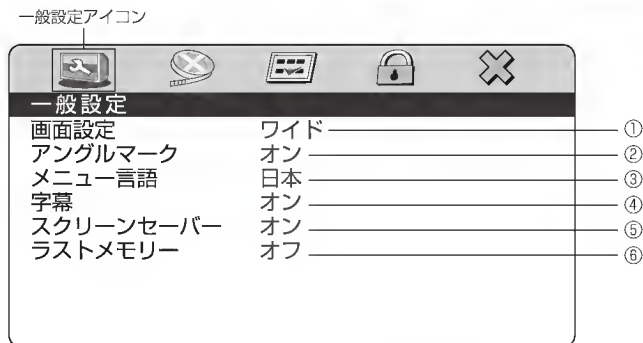 一般設定アイコン
一般設定
画面設定 ワイド ①
アングルマーク オン ②
メニュー言語 日本 ③
字幕 オン ④
スクリーンセーバー オン ⑤
ラストメモリー オフ ⑥